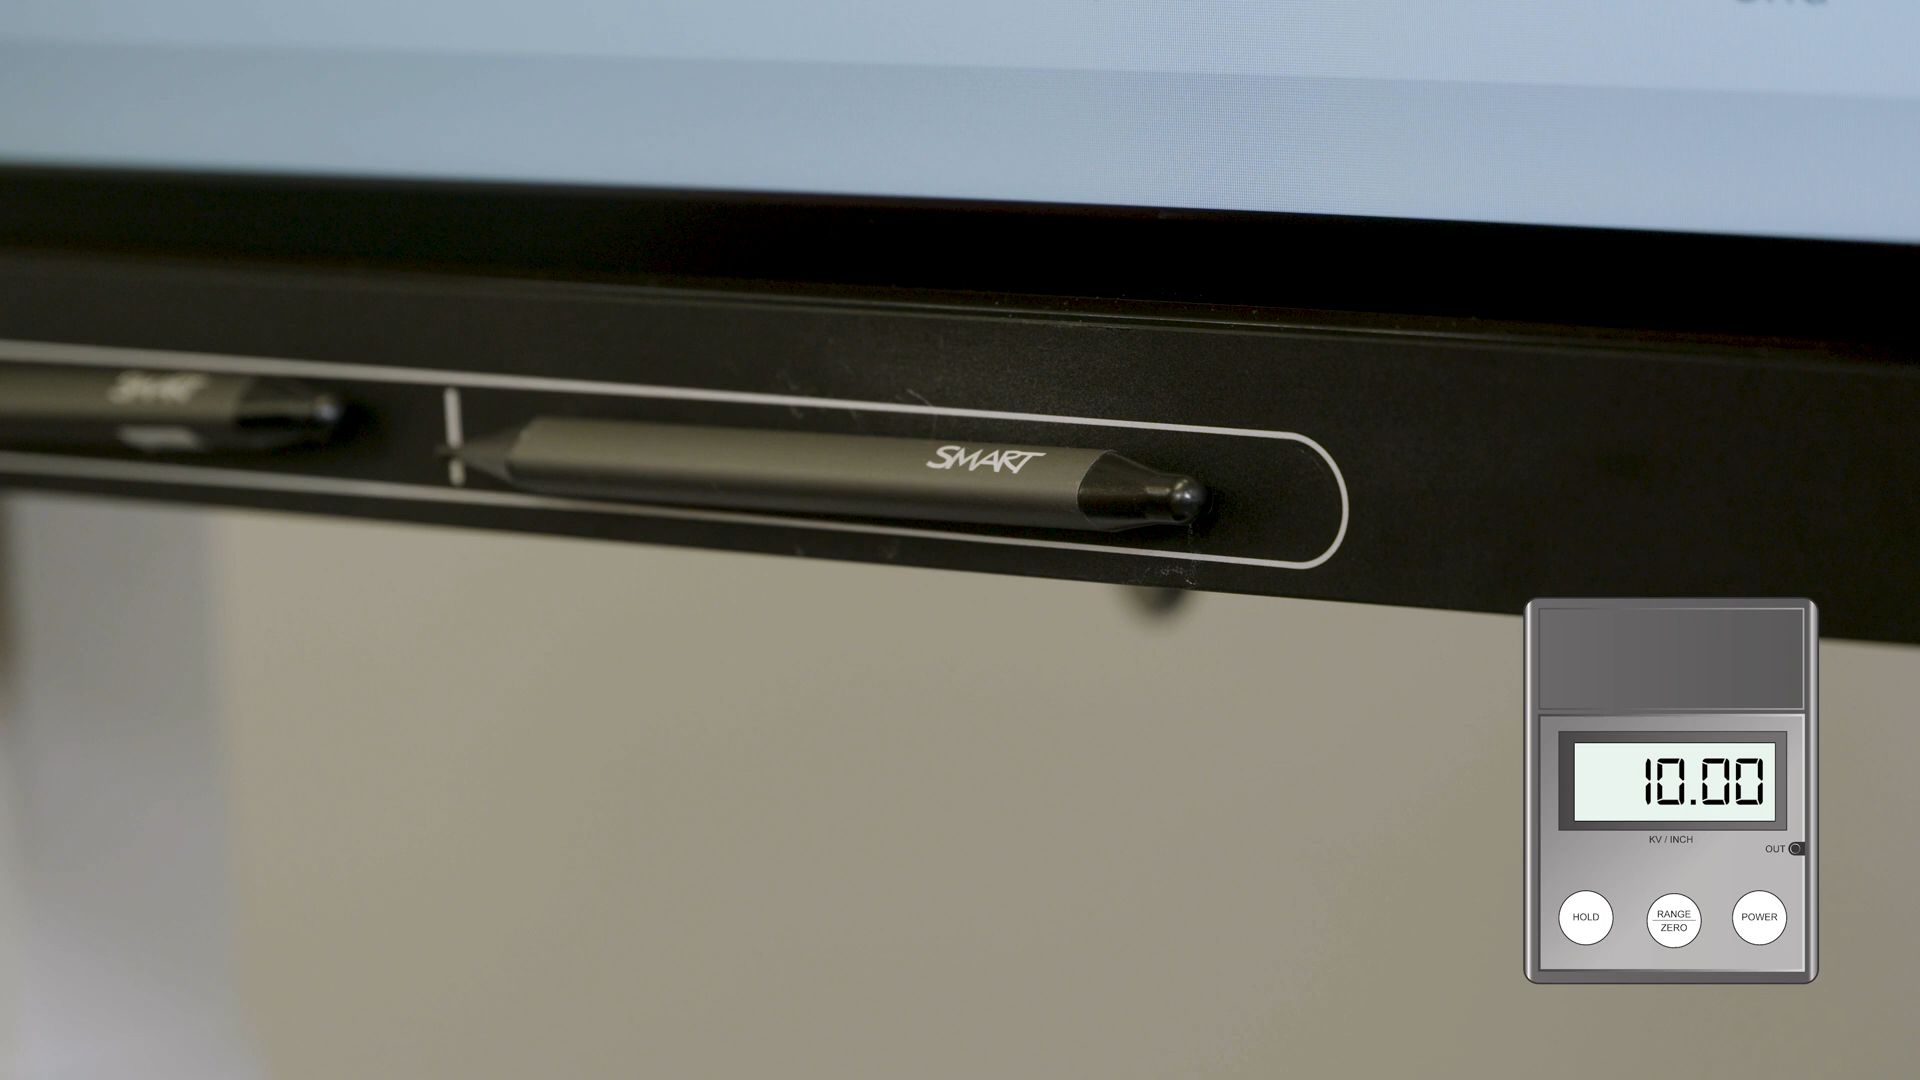 SMART
SMART
10.00
KV / INCH
OUT
HOLD
RANGE
ZERO
POWER